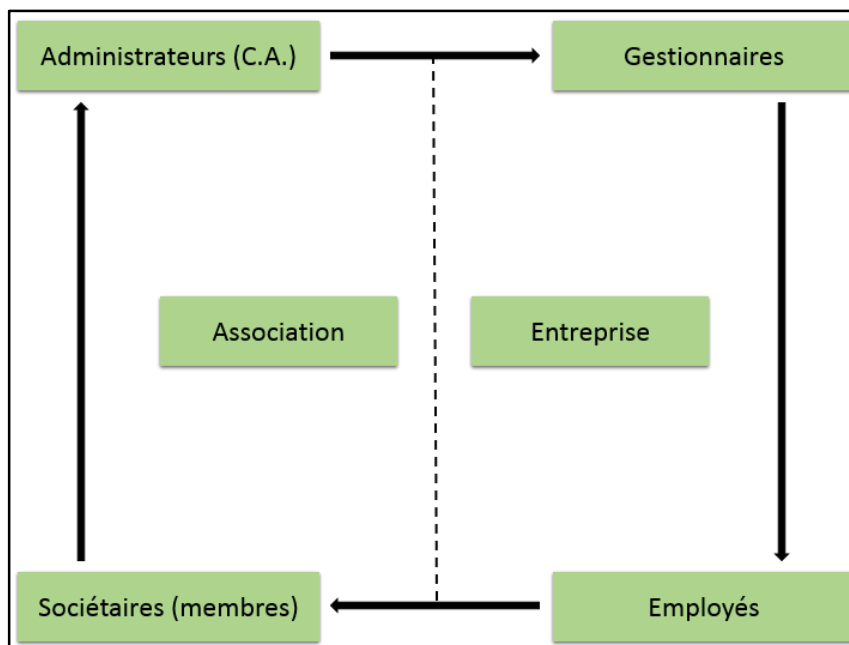 Administrateurs (C.A.)
Gestionnaires
Association
Entreprise
Sociétaires (membres)
Employés